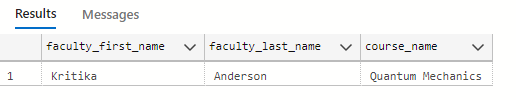 Results Messages
faculty_first_name faculty_last_name course_name
1 Kritika Anderson Quantum Mechanics